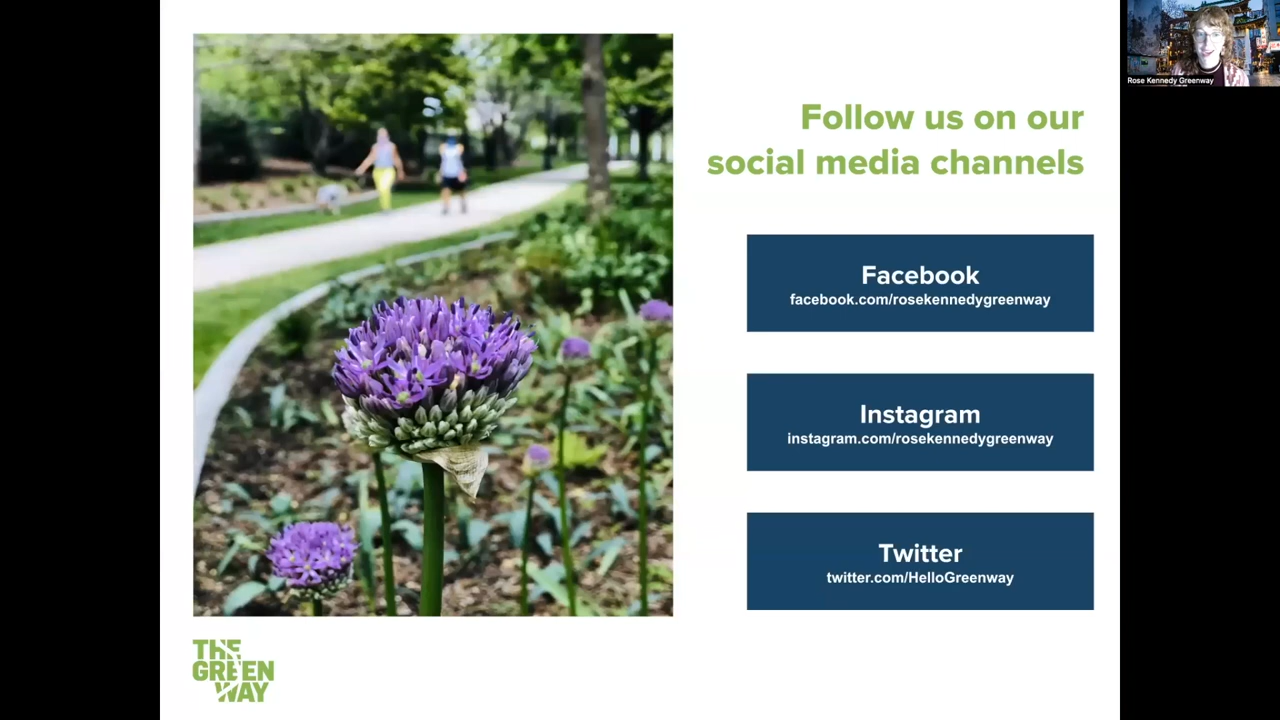 Rose Kennedy Greenway
Follow us on our
social media channels
Facebook
facebook.com/rosekennedygreenway
Instagram
instagram.com/rosekennedygreenway
Twitter
twitter.com/HelloGreenway
THE
GREEN
WAY